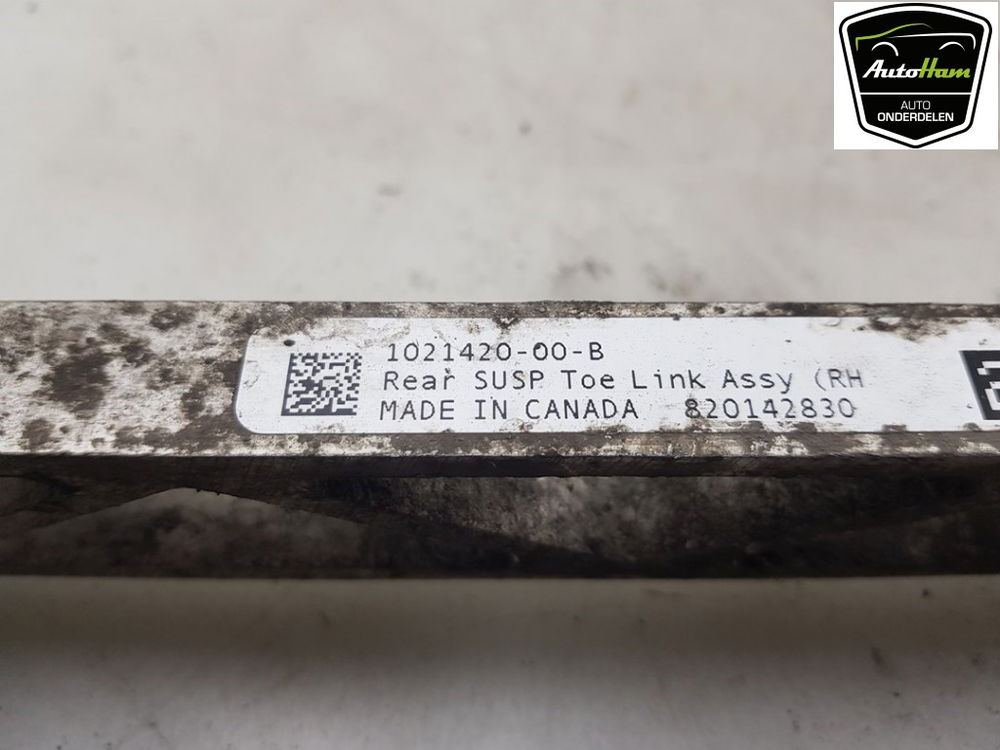 AutoHam
AUTO
ONDERDELEN
1021420-00-B
Rear SUSP Toe Link Assy (RH
MADE IN CANADA 820142830